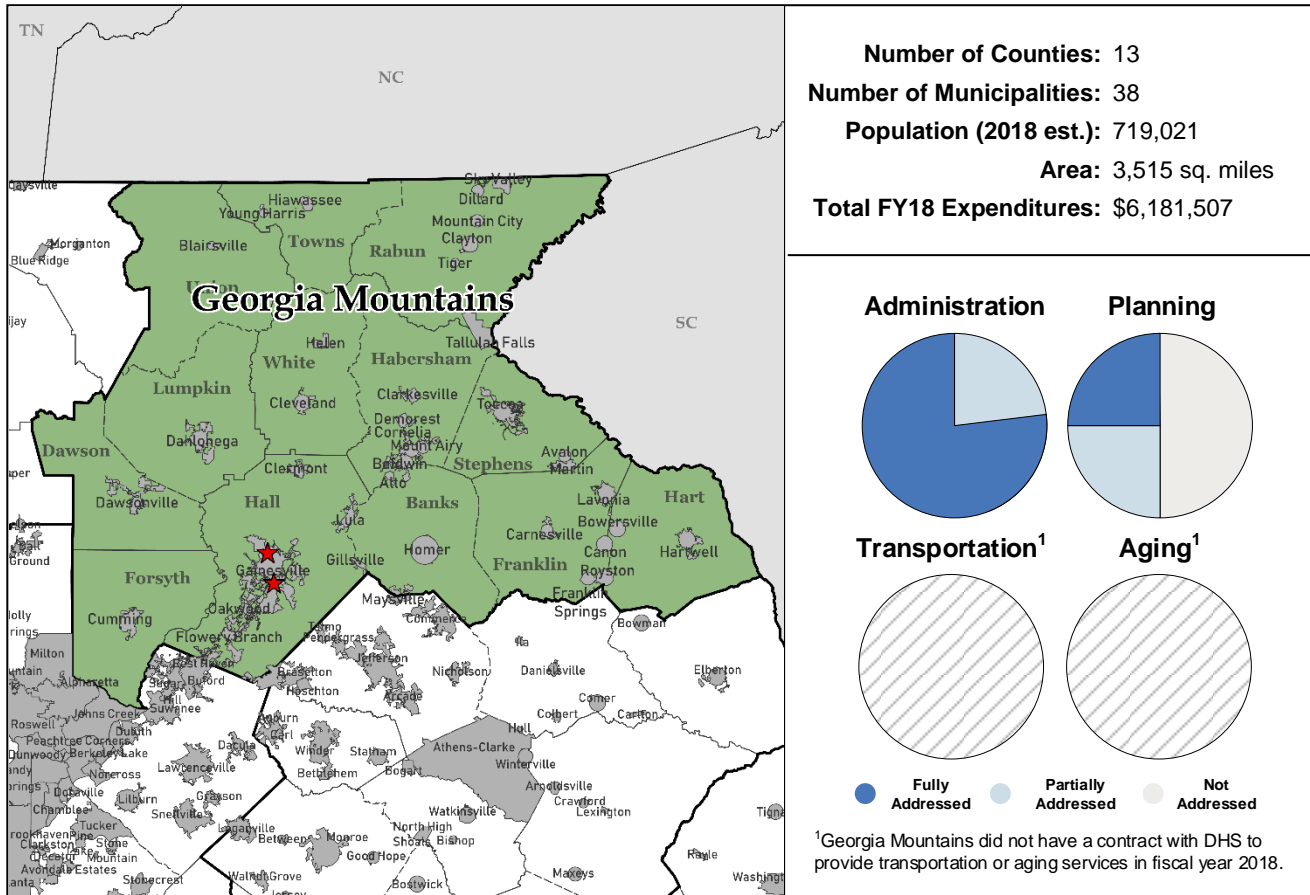 TN
NC
Number of Counties: 13
Number of Municipalities: 38
Population (2018 est.): 719,021
Area: 3,515 sq. miles
Total FY18 Expenditures: $6,181,507
Sky Valley
Dillard
Hiawassee
Young Harris
Mountain City
Towns
Clayton
Blairsville
Rabun
Morganton
Blue Ridge
Tiger
Union
Georgia Mountains
SC
Administration
Planning
Helen
Tallulah Falls
White
Habersham
Lumpkin
Clarkesville
Cleveland
Toccoa
Demorest
Cornelia
Dahlonega
Mount Airy
Dawson
Avalon
Baldwin
Stephens
Martin
Clermont
Alto
Dawsonville
Hall
Banks
Lavonia
Hart
Lula
Bowersville
Carnesville
Homer
Canon
Hartwell
Gillsville
Franklin
Forsyth
Gainesville
Royston
Franklin
Springs
Transportation¹
Aging¹
Ground
Maysville
Oakwood
Commerce
Cumming
Bowman
Flowery Branch
Talmo
Pendergrass
Ila
Milton
Rest Haven
Jefferson
Braselton
Nicholson
Danielsville
Elberton
Alpharetta
Sugar
Hill
Buford
Hoschton
Arcade
Comer
Suwanee
Johns Creek
Colbert
Carlton
Roswell
Auburn
Carl
Hull
Duluth
Peachtree Corners
Dunwoody
Berkeley Lake
Dacula
Winder
Statham
Athens-Clarke
Winterville
Norcross
Lawrenceville
Bethlehem
Bogart
Arnoldsville
Doraville
Lilburn
Grayson
Crawford
Chamblee
Snellville
Watkinsville
Lexington
Tucker
Loganville
Between
Monroe
North High
Shoals
Bishop
Clarkston
Pine
Lake
Stone
Mountain
Decatur
Good Hope
Rayle
Avondale Estates
Stonecrest
Walnut Grove
Bostwick
Maxeys
Fully
Addressed
Partially
Addressed
Not
Addressed
¹Georgia Mountains did not have a contract with DHS to
provide transportation or aging services in fiscal year 2018.